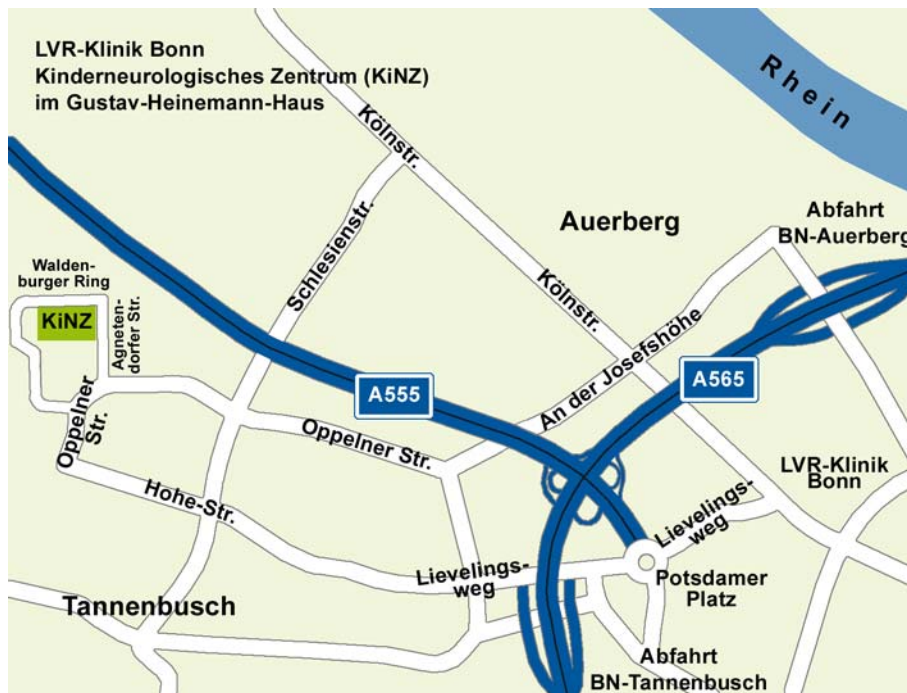 LVR-Klinik Bonn
Kinderneurologisches Zentrum (KiNZ)
im Gustav-Heinemann-Haus
Rhein
Kölnstr.
Schlesienstr.
Auerberg
Abfahrt
BN-Auerberg
Walden-
burger Ring
KiNZ
Agneten-
dorfer Str.
Kölnstr.
An der Josefshöhe
A555
A565
Oppelner
Str.
Oppelner Str.
LVR-Klinik
Bonn
Hohe-Str.
Lievelings-
weg
Lievelings-
weg
Potsdamer
Platz
Tannenbusch
Abfahrt
BN-Tannenbusch